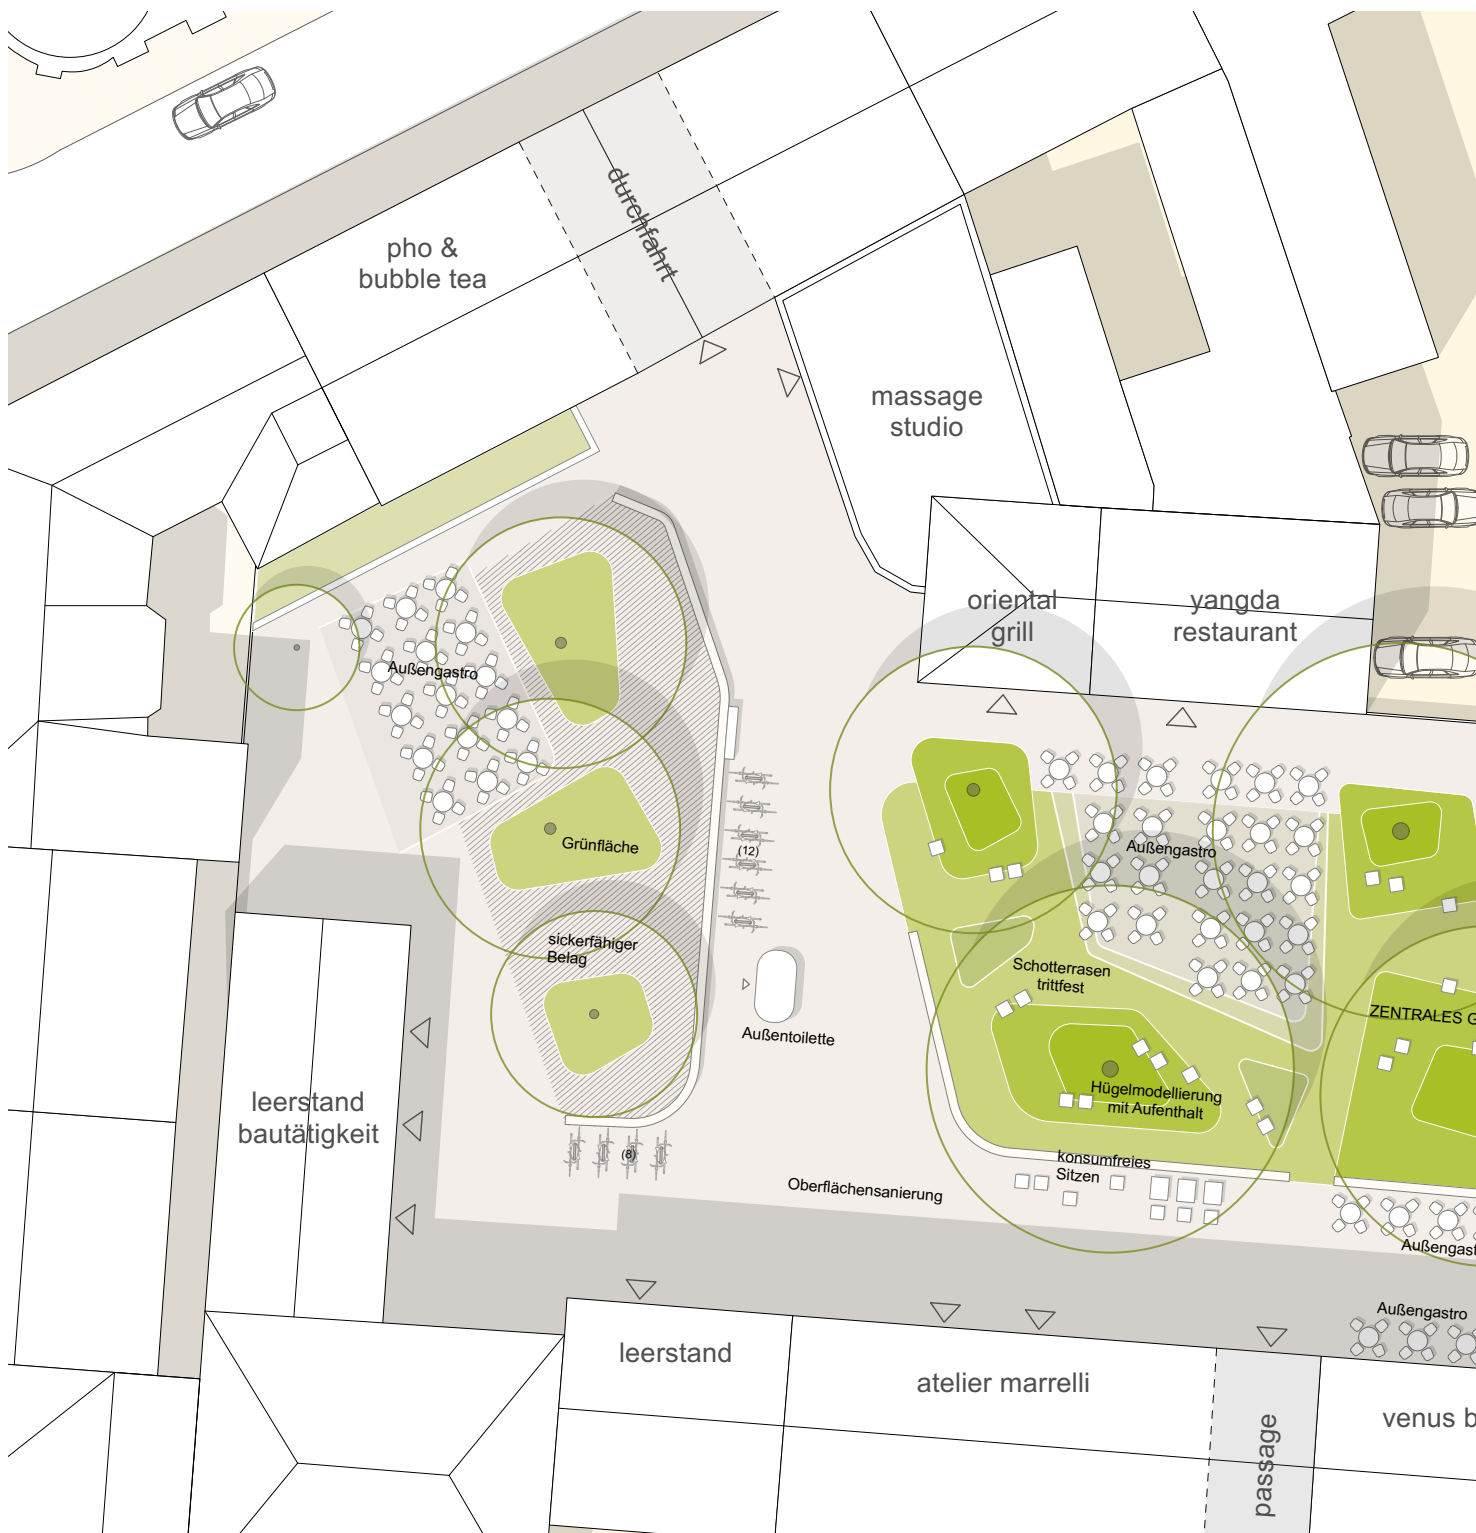 durchfahrt
pho &
bubble tea
massage
studio
oriental
grill
yangda
restaurant
Außengastro
Grünfläche
(12)
Außengastro
sickerfähiger
Belag
Schotterrasen
trittfest
ZENTRALES G
Außentoilette
Hügelmodellierung
mit Aufenthalt
leerstand
bautätigkeit
(8)
konsumfreies
Sitzen
Oberflächensanierung
Außengast
Außengastro
leerstand
atelier marrelli
venus b
passage